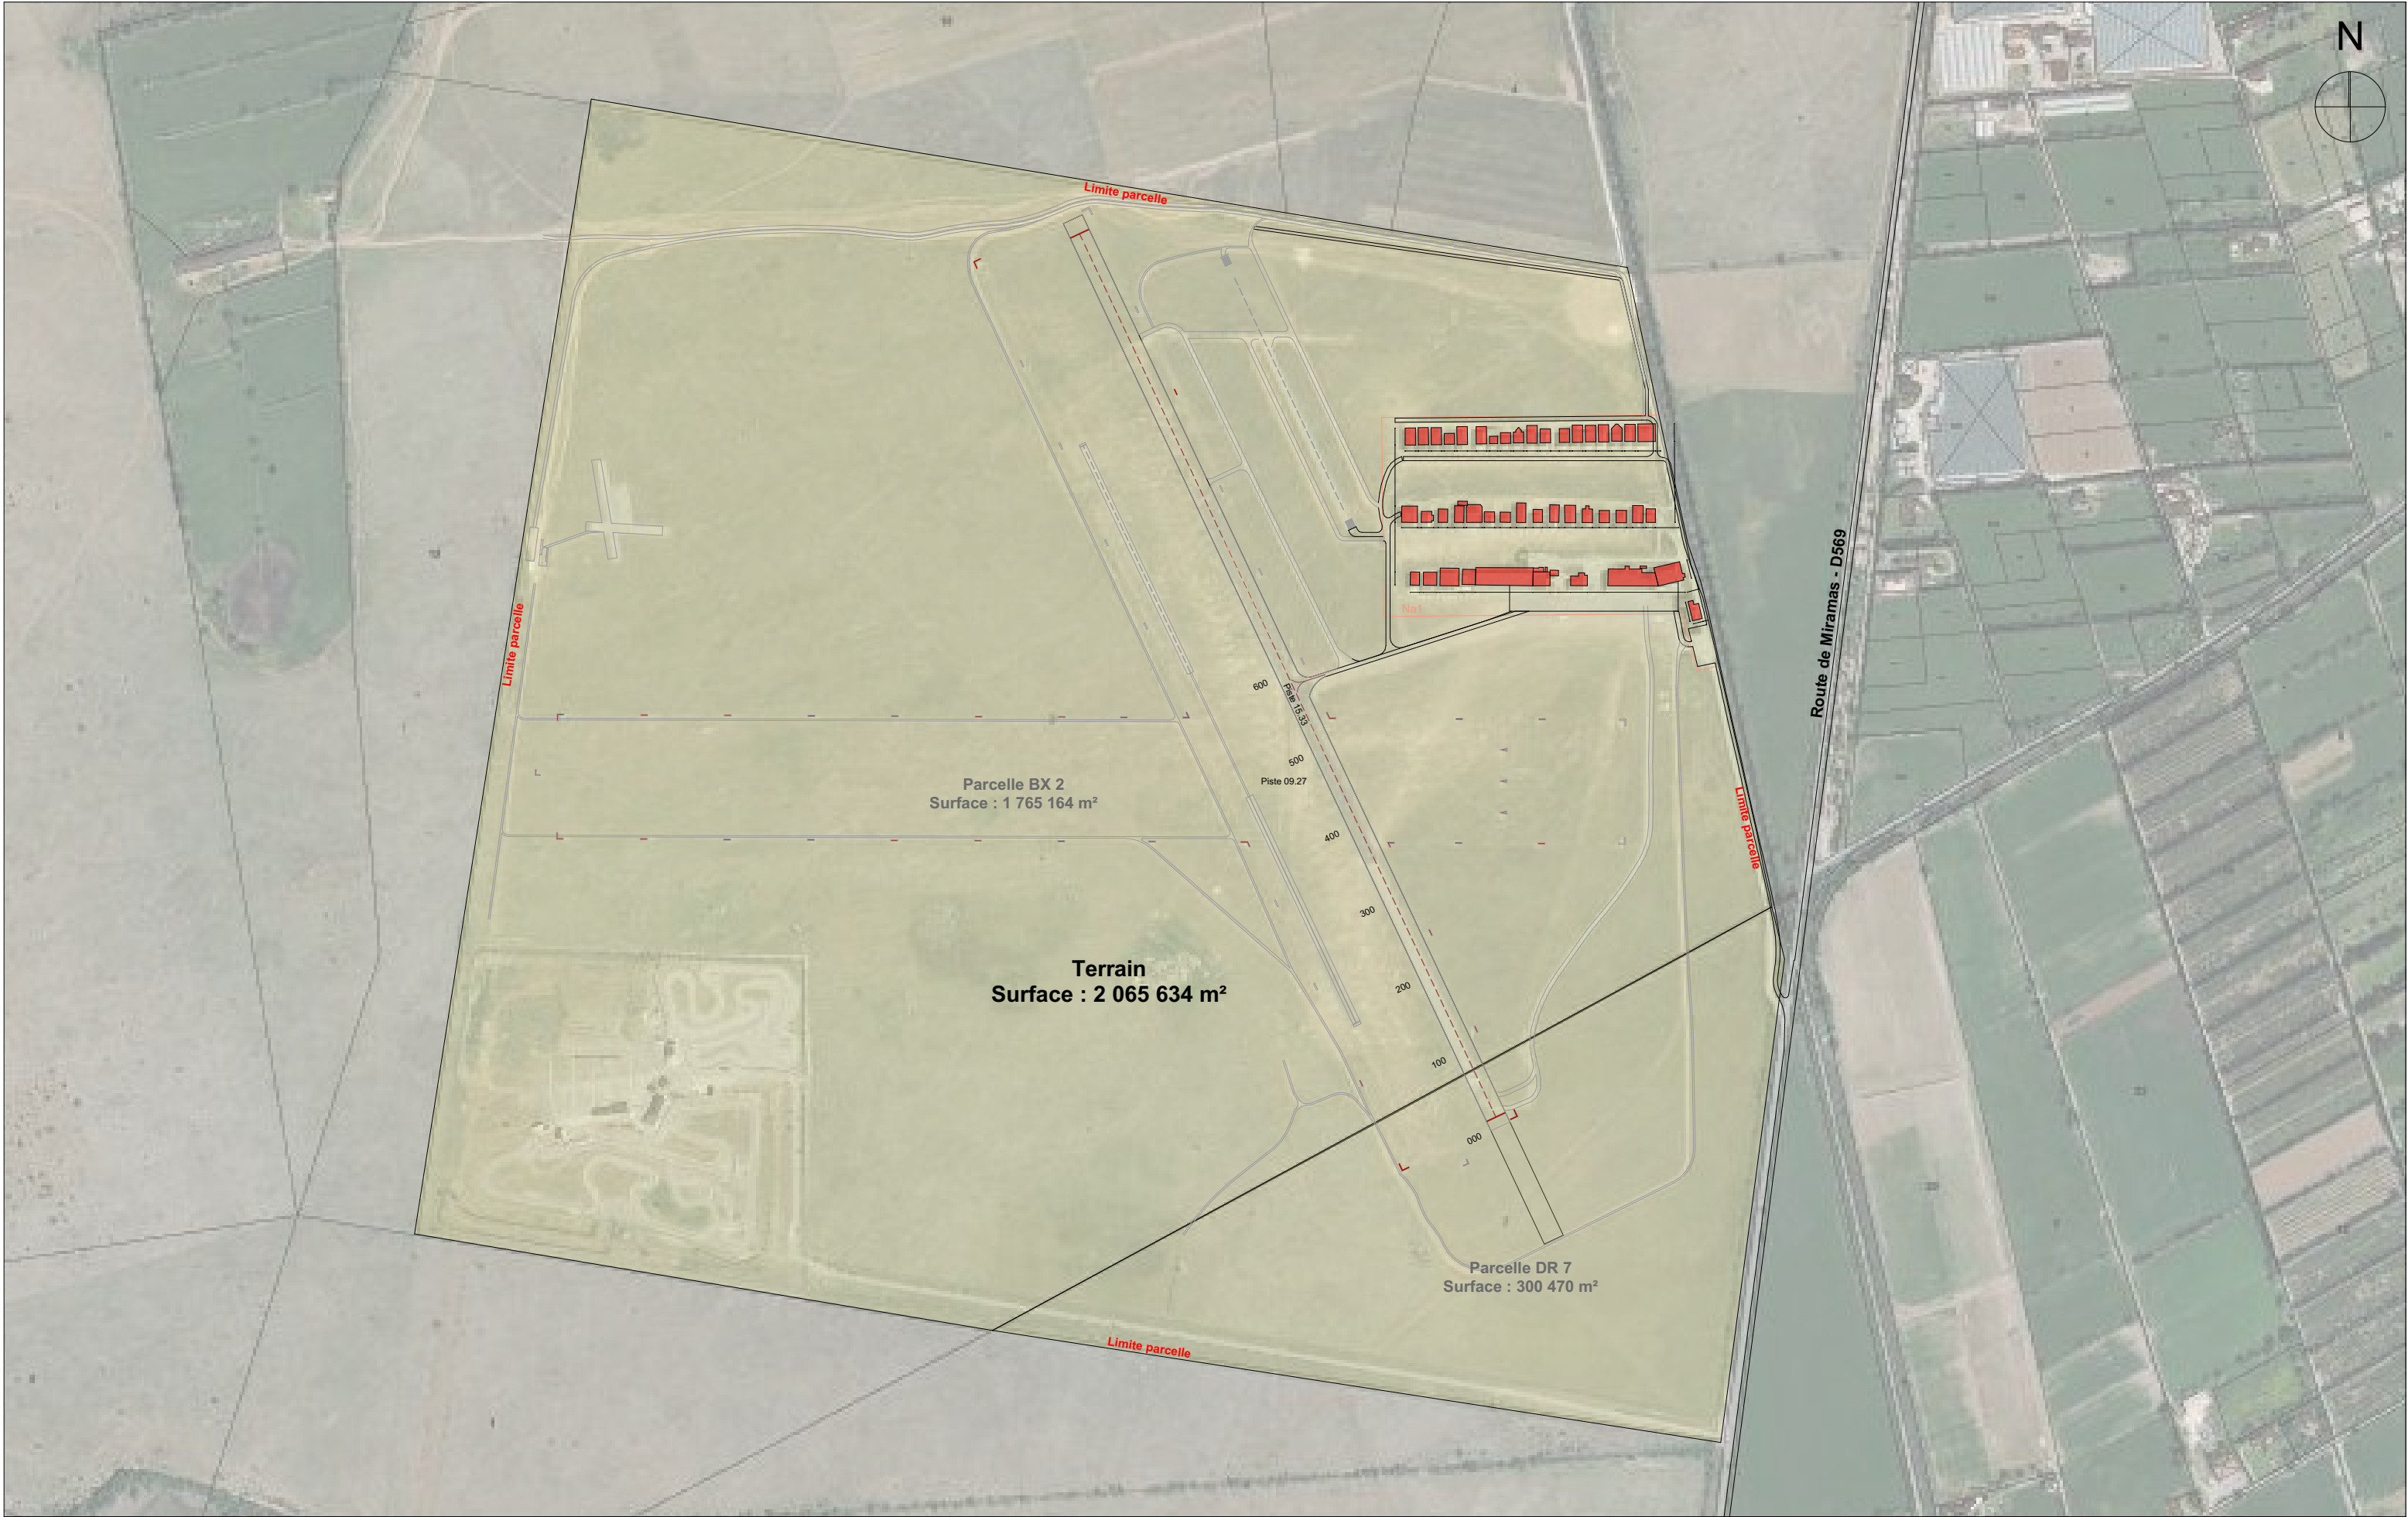 N
Limite parcelle
Route de Miramas - D569
Na1
Limite parcelle
600
Piste 15.33
500
Piste 09.27
Parcelle BX 2
Surface : 1 765 164 m²
Limite parcelle
400
300
Terrain
Surface : 2 065 634 m²
200
100
000
Parcelle DR 7
Surface : 300 470 m²
Limite parcelle